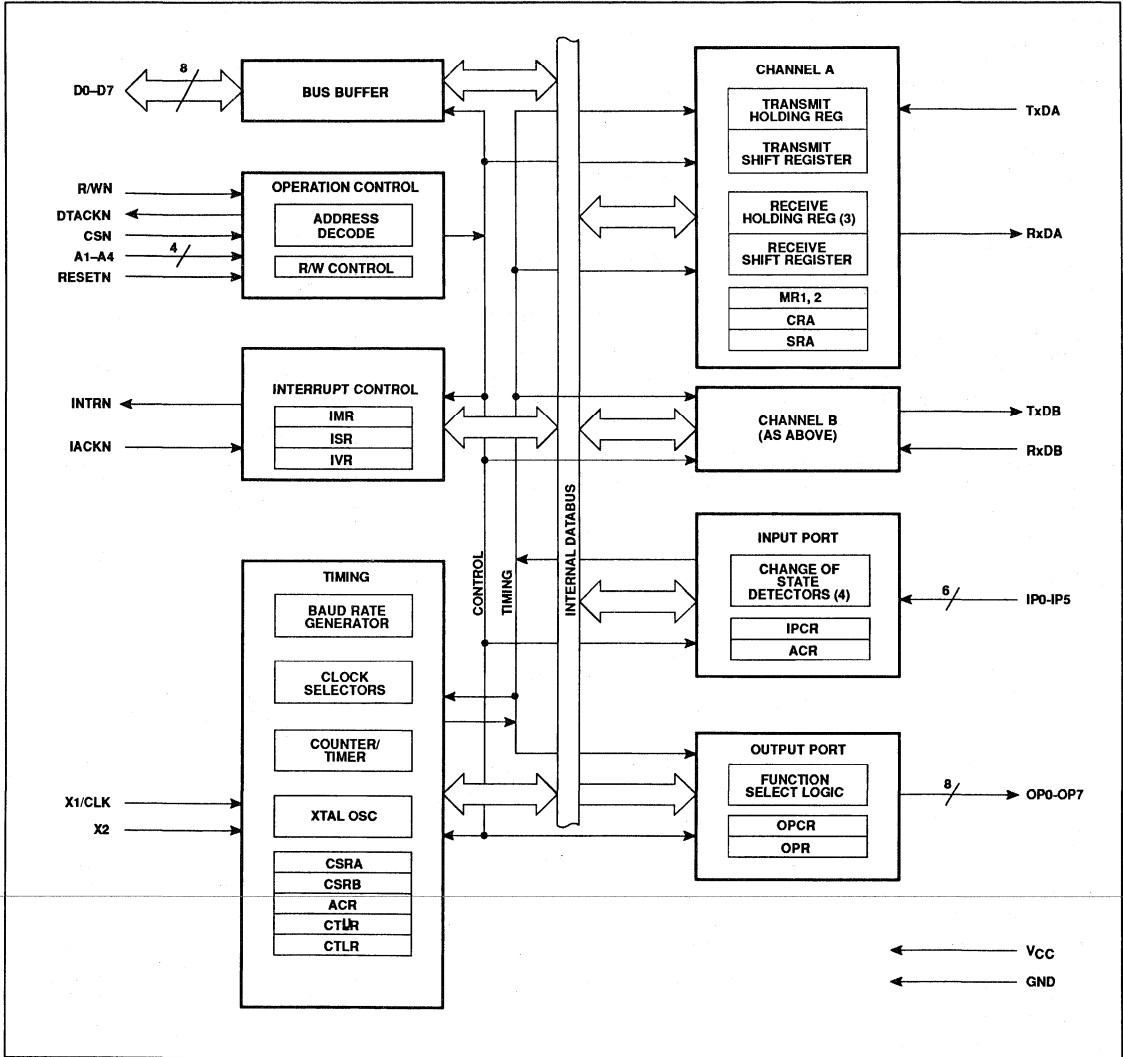 D0–D7
8
BUS BUFFER
R/WN
DTACKN
CSN
A1–A4
4
RESETN
OPERATION CONTROL
ADDRESS
DECODE
R/W CONTROL
INTRN
IACKN
INTERRUPT CONTROL
IMR
ISR
IVR
TIMING
BAUD RATE
GENERATOR
CLOCK
SELECTORS
COUNTER/
TIMER
X1/CLK
X2
XTAL OSC
CSRA
CSRB
ACR
CTUR
CTLR
CONTROL
TIMING
INTERNAL DATABUS
CHANNEL A
TRANSMIT
HOLDING REG
TRANSMIT
SHIFT REGISTER
RECEIVE
HOLDING REG (3)
RECEIVE
SHIFT REGISTER
MR1, 2
CRA
SRA
TxDA
RxDA
CHANNEL B
(AS ABOVE)
TxDB
RxDB
INPUT PORT
CHANGE OF
STATE
DETECTORS (4)
IPCR
ACR
6
IP0-IP5
OUTPUT PORT
FUNCTION
SELECT LOGIC
OPCR
OPR
8
OP0-OP7
VCC
GND